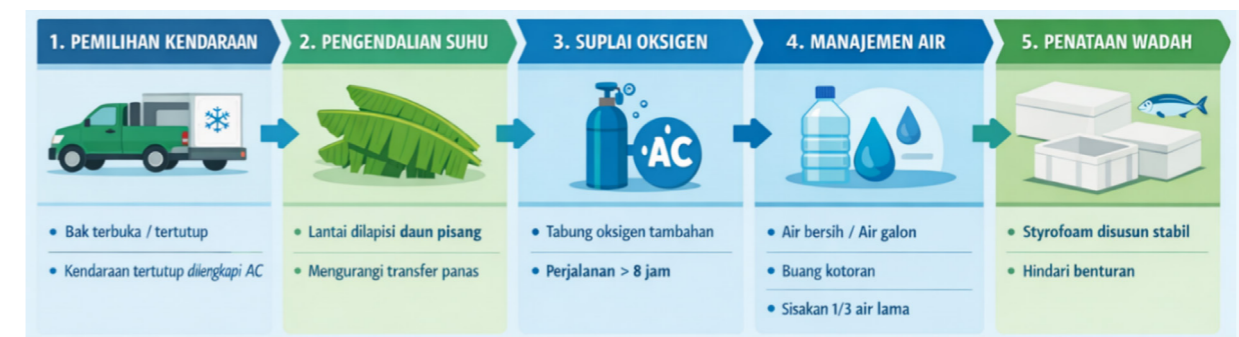 1. PEMILIHAN KENDARAAN
Bak terbuka / tertutup
Kendaraan tertutup dilengkapi AC
2. PENGENDALIAN SUHU
Lantai dilapisi daun pisang
Mengurangi transfer panas
3. SUPLAI OKSIGEN
AC
Tabung oksigen tambahan
Perjalanan > 8 jam
4. MANAJEMEN AIR
Air bersih / Air galon
Buang kotoran
Sisakan 1/3 air lama
5. PENATAAN WADAH
Styrofoam disusun stabil
Hindari benturan